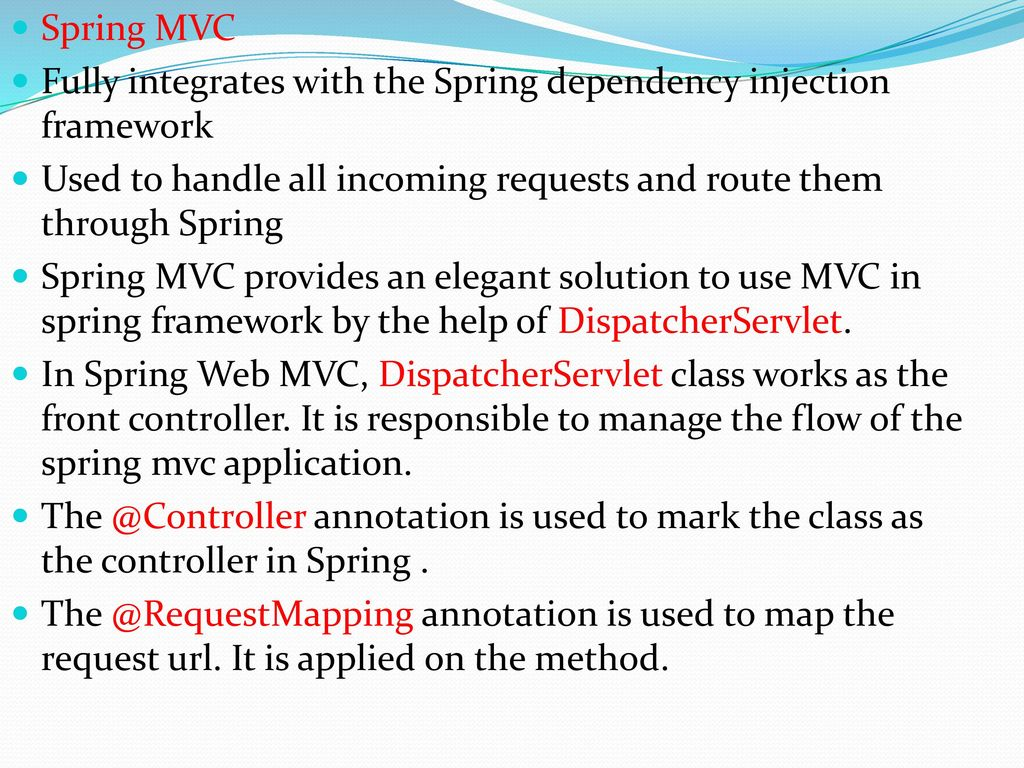 Spring MVC
Fully integrates with the Spring dependency injection
framework
Used to handle all incoming requests and route them
through Spring
Spring MVC provides an elegant solution to use MVC in
spring framework by the help of DispatcherServlet.
In Spring Web MVC, DispatcherServlet class works as the
front controller. It is responsible to manage the flow of the
spring mvc application.
The @Controller annotation is used to mark the class as
the controller in Spring .
The @RequestMapping annotation is used to map the
request url. It is applied on the method.